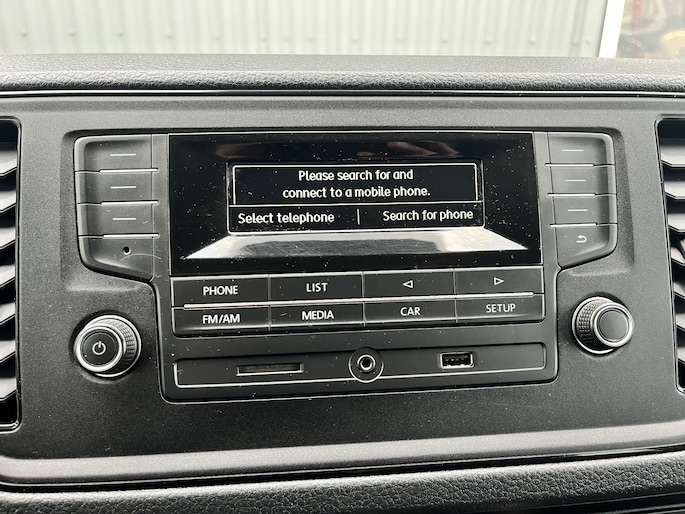 Please search for and
connect to a mobile phone.
Select telephone | Search for phone
PHONE LIST
FM/AM MEDIA CAR SETUP